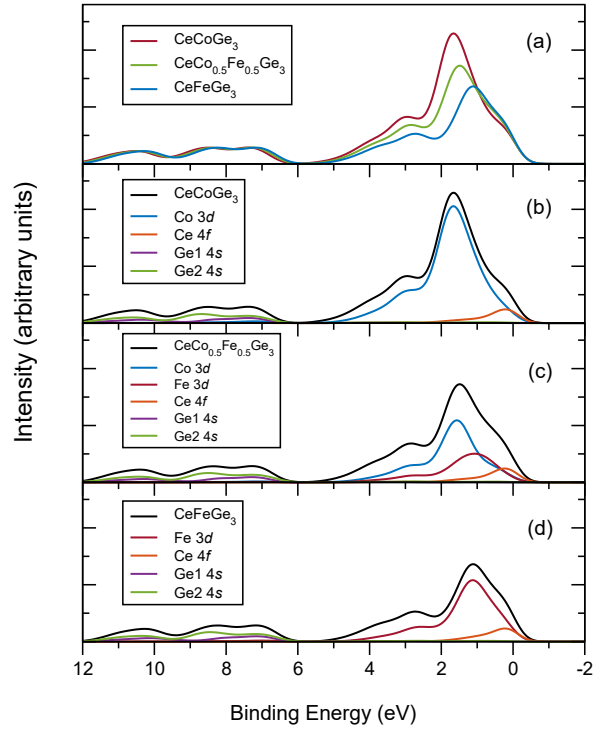 (a)
CeCoGe₃
CeCo₀.₅Fe₀.₅Ge₃
CeFeGe₃
(b)
CeCoGe₃
Co 3d
Ce 4f
Ge1 4s
Ge2 4s
(c)
CeCo₀.₅Fe₀.₅Ge₃
Co 3d
Fe 3d
Ce 4f
Ge1 4s
Ge2 4s
(d)
CeFeGe₃
Fe 3d
Ce 4f
Ge1 4s
Ge2 4s
Intensity (arbitrary units)
12 10 8 6 4 2 0 -2
Binding Energy (eV)